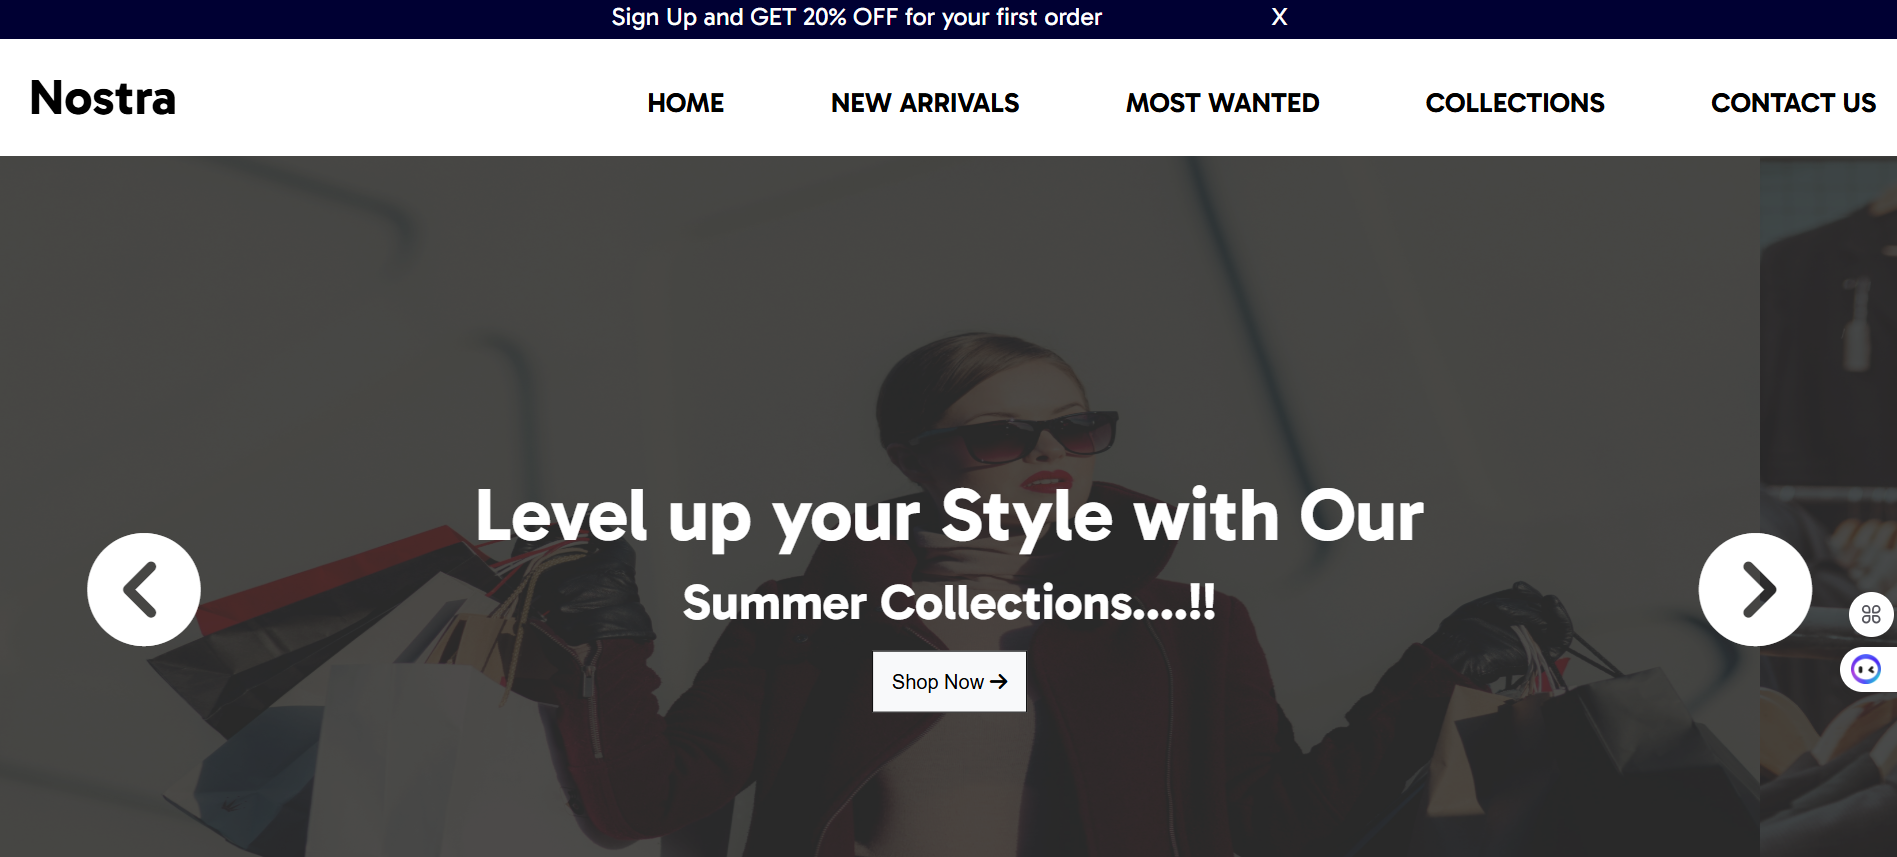 Sign Up and GET 20% OFF for your first order X
Nostra HOME NEW ARRIVALS MOST WANTED COLLECTIONS CONTACT US
Level up your Style with Our
Summer Collections....!!
Shop Now